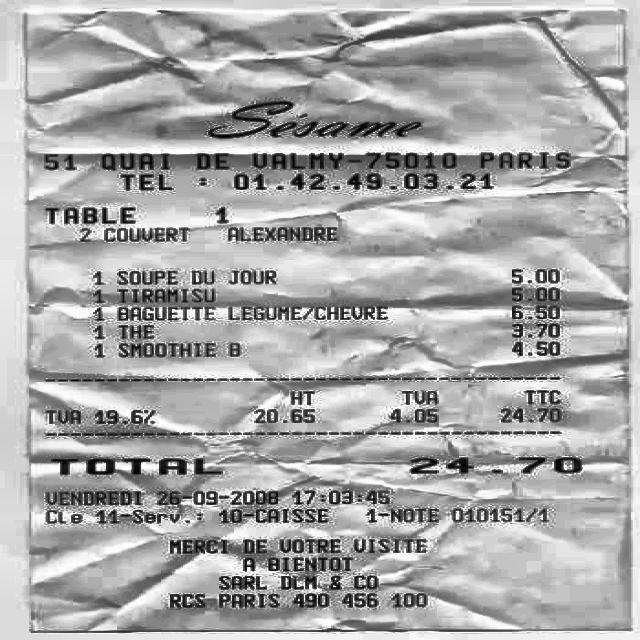 Sésame
51 QUAI DE VALMY-75010 PARIS
TEL : 01.42.49.03.21
TABLE 1
2 COUVERT ALEXANDRE
1 SOUPE DU JOUR 5.00
1 TIRAMISU 5.00
1 BAGUETTE LEGUME/CHEVRE 6.50
1 THE 3.70
1 SMOOTHIE B 4.50
HT TVA TTC
TVA 19.6% 20.65 4.05 24.70
TOTAL 24.70
VENDREDI 26-09-2008 17:03:45
Cle 11-Serv.: 10-CAISSE 1-NOTE 010151/1
MERCI DE VOTRE VISITE
A BIENTOT
SARL DLM & CO
RCS PARIS 490 456 100